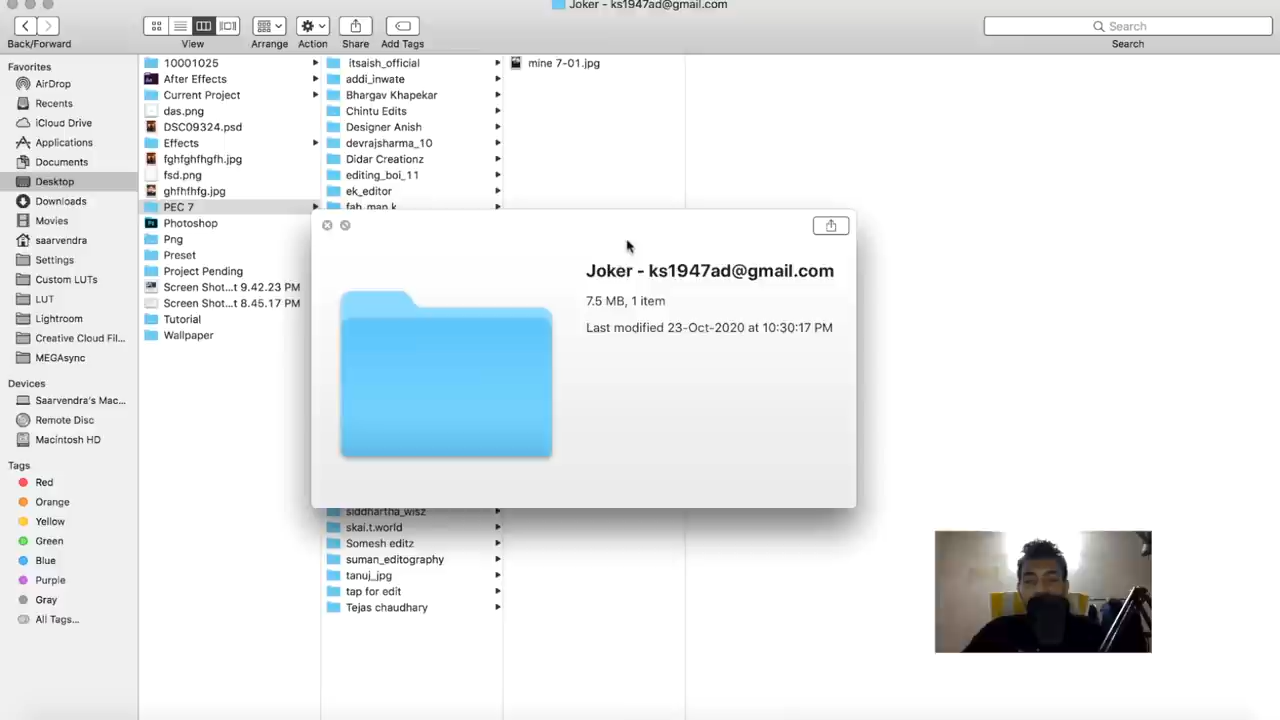 Joker - ks1947ad@gmail.com
Back/Forward
View
Arrange
Action
Share
Add Tags
Search
Search
Favorites
AirDrop
Recents
iCloud Drive
Applications
Documents
Desktop
Downloads
Movies
saarvendra
Settings
Custom LUTs
LUT
Lightroom
Creative Cloud Fil...
MEGAsync
Devices
Saarvendra's Mac...
Remote Disc
Macintosh HD
Tags
Red
Orange
Yellow
Green
Blue
Purple
Gray
All Tags...
10001025
After Effects
Current Project
das.png
DSC09324.psd
Effects
fghfghfhgfh.jpg
fsd.png
ghfhfhfg.jpg
PEC 7
Photoshop
Png
Preset
Project Pending
Screen Shot...t 9.42.23 PM
Screen Shot...t 8.45.17 PM
Tutorial
Wallpaper
itsaish_official
addi_inwate
Bhargav Khapekar
Chintu Edits
Designer Anish
devrajsharma_10
Didar Creationz
editing_boi_11
ek_editor
fab_man.k
siddhartha_wisz
skai.t.world
Somesh editz
suman_editography
tanuj_jpg
tap for edit
Tejas chaudhary
mine 7-01.jpg
Joker - ks1947ad@gmail.com
7.5 MB, 1 item
Last modified 23-Oct-2020 at 10:30:17 PM